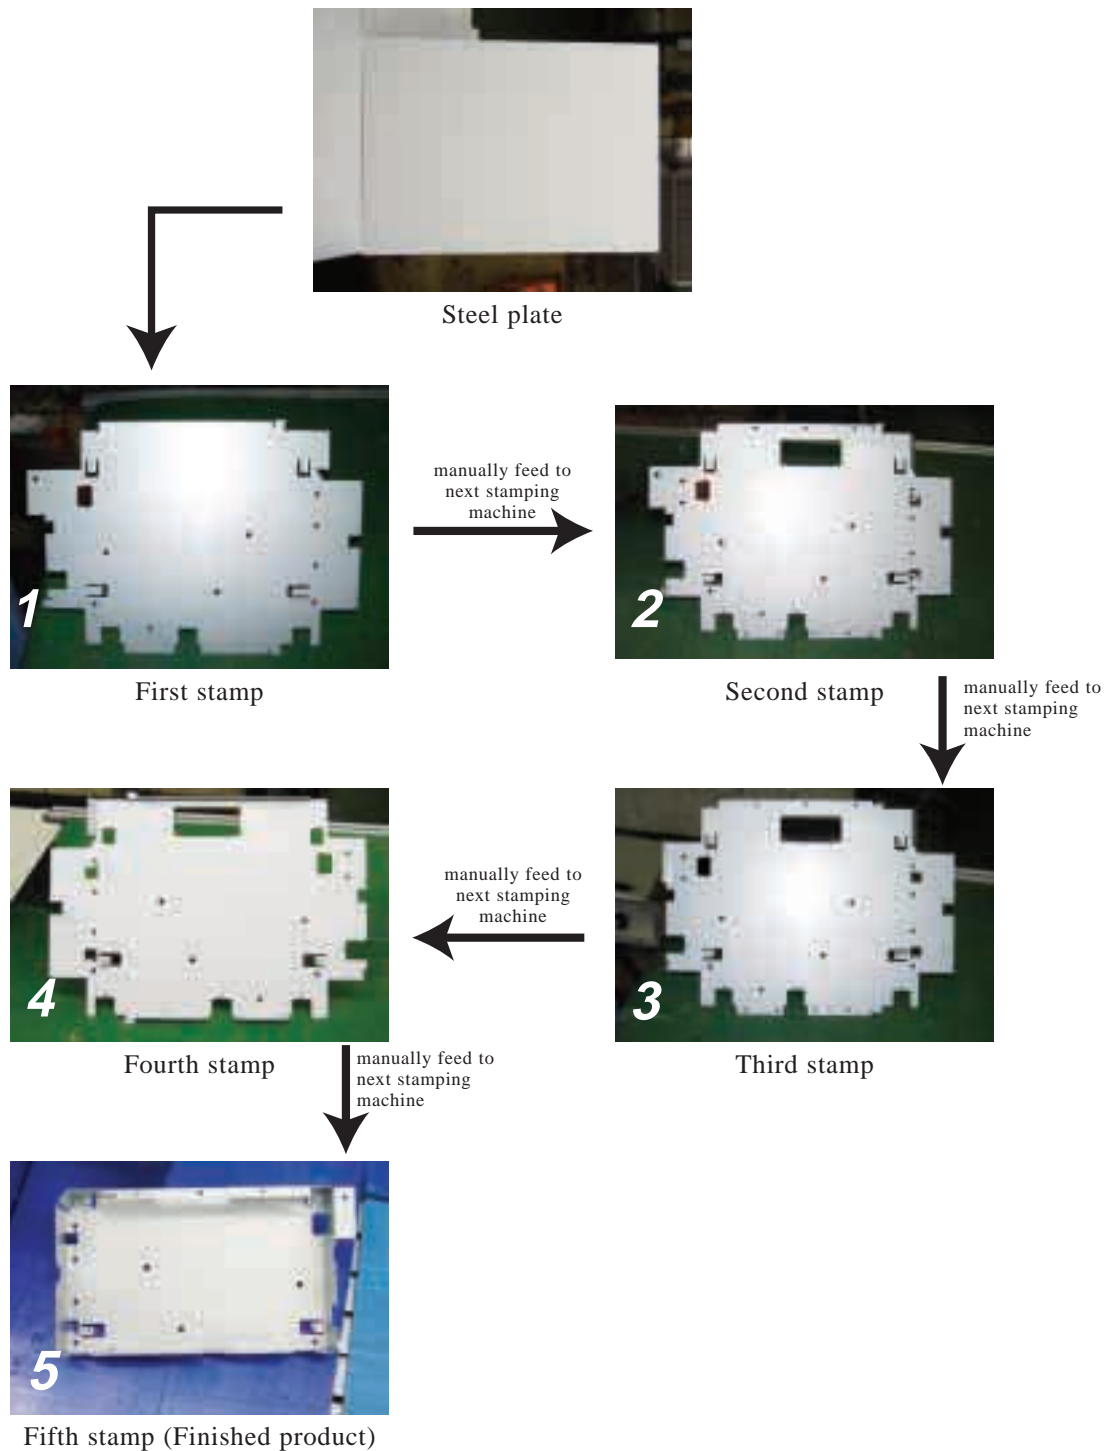 Steel plate
1
First stamp
manually feed to
next stamping
machine
2
Second stamp
manually feed to
next stamping
machine
3
Third stamp
manually feed to
next stamping
machine
4
Fourth stamp
manually feed to
next stamping
machine
5
Fifth stamp (Finished product)